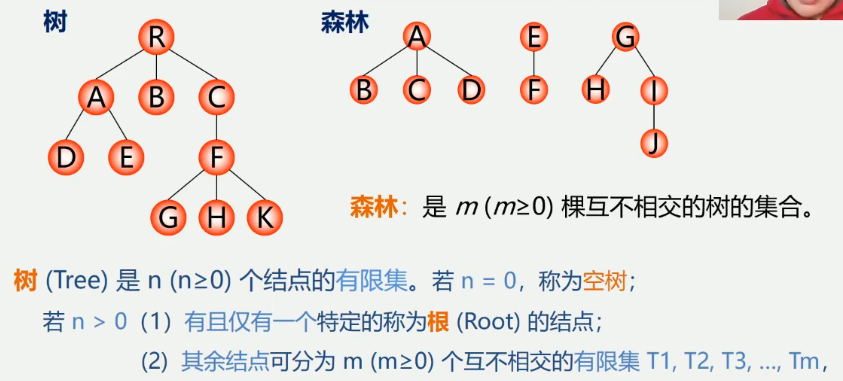 树
森林
R
A B C
D E F
G H K
A E G
B C D F H I
J
森林：是 m (m≥0) 棵互不相交的树的集合。
树 (Tree) 是 n (n≥0) 个结点的有限集。若 n = 0，称为空树；
若 n > 0（1）有且仅有一个特定的称为根 (Root) 的结点；
(2) 其余结点可分为 m (m≥0) 个互不相交的有限集 T1, T2, T3, ..., Tm，